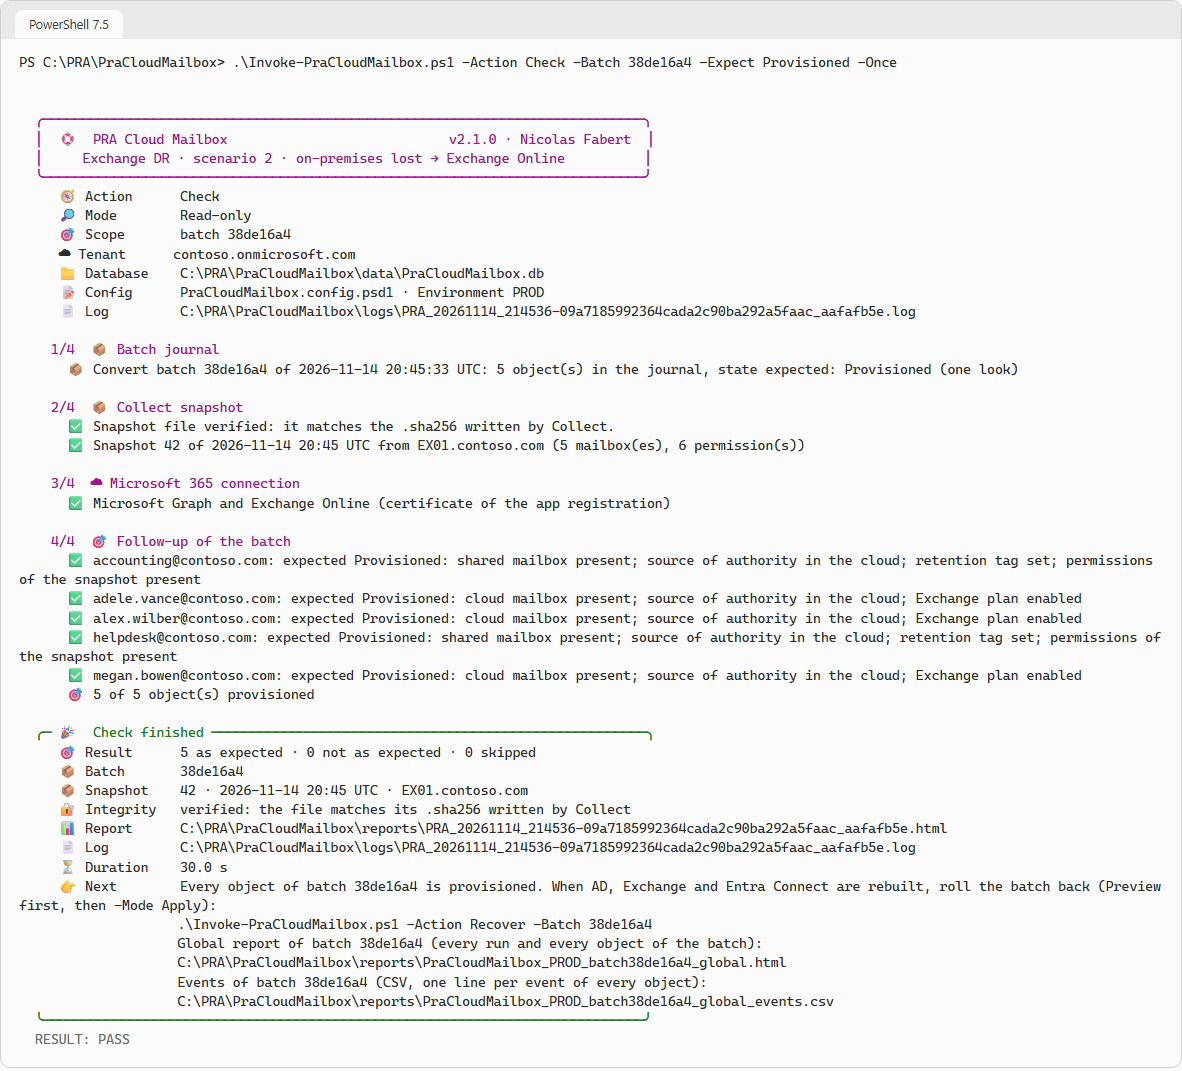 PowerShell 7.5
PS C:\PRA\PraCloudMailbox> .\Invoke-PraCloudMailbox.ps1 -Action Check -Batch 38de16a4 -Expect Provisioned -Once
PRA Cloud Mailbox v2.1.0 · Nicolas Fabert
Exchange DR · scenario 2 · on-premises lost → Exchange Online
Action Check
Mode Read-only
Scope batch 38de16a4
Tenant contoso.onmicrosoft.com
Database C:\PRA\PraCloudMailbox\data\PraCloudMailbox.db
Config PraCloudMailbox.config.psd1 · Environment PROD
Log C:\PRA\PraCloudMailbox\logs\PRA_20261114_214536-09a7185992364cada2c90ba292a5faac_aafafb5e.log
1/4 Batch journal
Convert batch 38de16a4 of 2026-11-14 20:45:33 UTC: 5 object(s) in the journal, state expected: Provisioned (one look)
2/4 Collect snapshot
Snapshot file verified: it matches the .sha256 written by Collect.
Snapshot 42 of 2026-11-14 20:45 UTC from EX01.contoso.com (5 mailbox(es), 6 permission(s))
3/4 Microsoft 365 connection
Microsoft Graph and Exchange Online (certificate of the app registration)
4/4 Follow-up of the batch
accounting@contoso.com: expected Provisioned: shared mailbox present; source of authority in the cloud; retention tag set; permissions
of the snapshot present
adele.vance@contoso.com: expected Provisioned: cloud mailbox present; source of authority in the cloud; Exchange plan enabled
alex.wilber@contoso.com: expected Provisioned: cloud mailbox present; source of authority in the cloud; Exchange plan enabled
helpdesk@contoso.com: expected Provisioned: shared mailbox present; source of authority in the cloud; retention tag set; permissions of
the snapshot present
megan.bowen@contoso.com: expected Provisioned: cloud mailbox present; source of authority in the cloud; Exchange plan enabled
5 of 5 object(s) provisioned
Check finished
Result 5 as expected · 0 not as expected · 0 skipped
Batch 38de16a4
Snapshot 42 · 2026-11-14 20:45 UTC · EX01.contoso.com
Integrity verified: the file matches its .sha256 written by Collect
Report C:\PRA\PraCloudMailbox\reports\PRA_20261114_214536-09a7185992364cada2c90ba292a5faac_aafafb5e.html
Log C:\PRA\PraCloudMailbox\logs\PRA_20261114_214536-09a7185992364cada2c90ba292a5faac_aafafb5e.log
Duration 30.0 s
Next Every object of batch 38de16a4 is provisioned. When AD, Exchange and Entra Connect are rebuilt, roll the batch back (Preview
first, then -Mode Apply):
.\Invoke-PraCloudMailbox.ps1 -Action Recover -Batch 38de16a4
Global report of batch 38de16a4 (every run and every object of the batch):
C:\PRA\PraCloudMailbox\reports\PraCloudMailbox_PROD_batch38de16a4_global.html
Events of batch 38de16a4 (CSV, one line per event of every object):
C:\PRA\PraCloudMailbox\reports\PraCloudMailbox_PROD_batch38de16a4_global_events.csv
RESULT: PASS